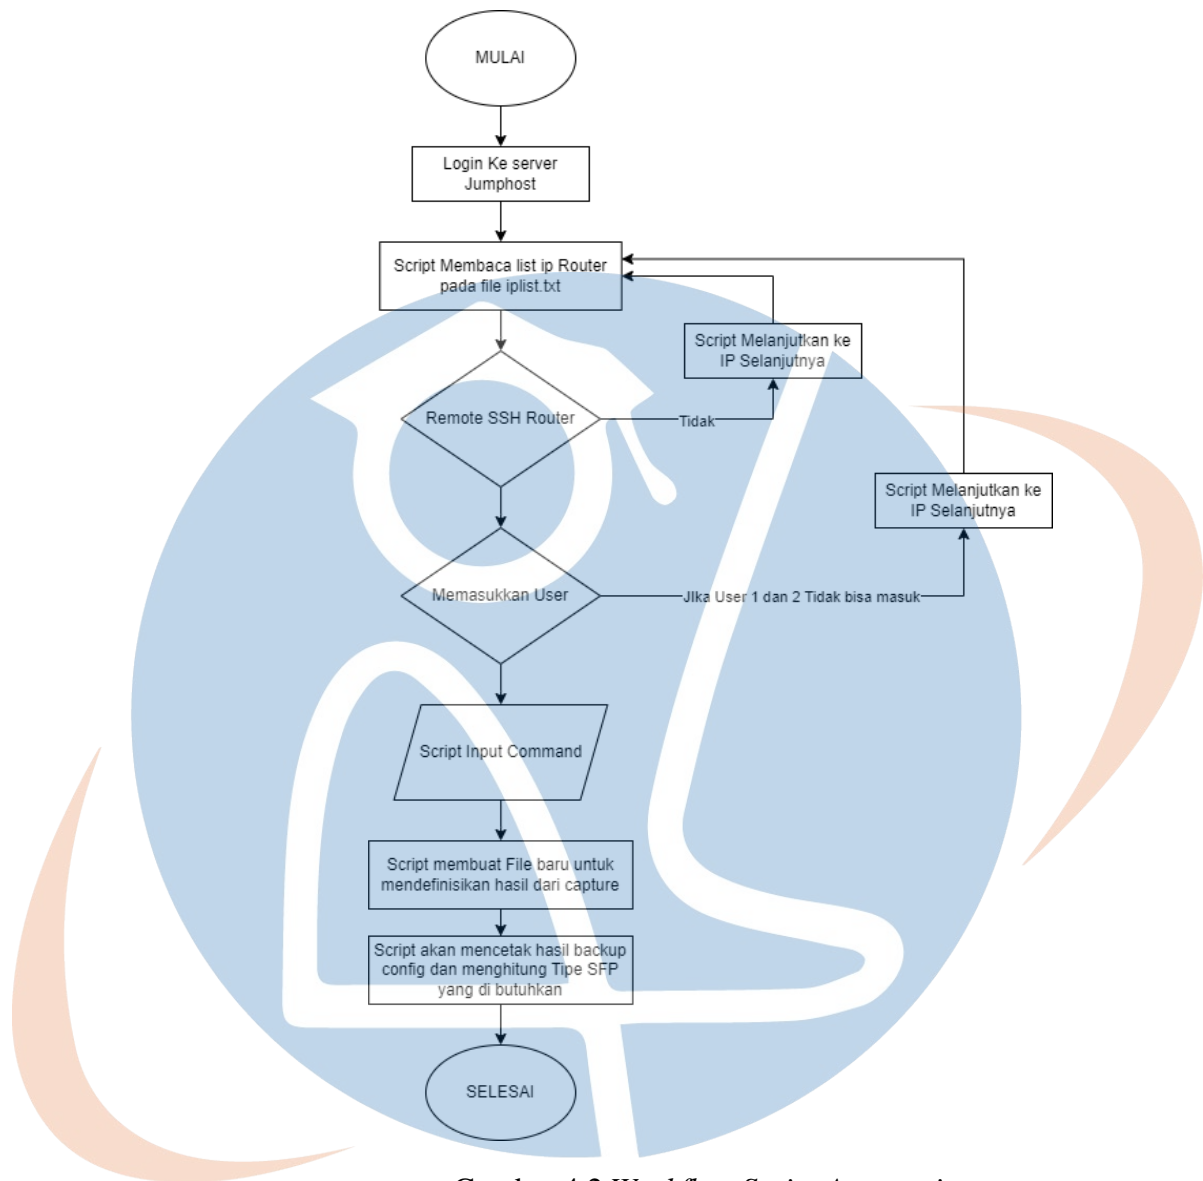 MULAI
Login Ke server
Jumphost
Script Membaca list ip Router
pada file iplist.txt
Script Melanjutkan ke
IP Selanjutnya
Remote SSH Router
Tidak
Script Melanjutkan ke
IP Selanjutnya
Memasukkan User
JIka User 1 dan 2 Tidak bisa masuk
Script Input Command
Script membuat File baru untuk
mendefinisikan hasil dari capture
Script akan mencetak hasil backup
config dan menghitung Tipe SFP
yang di butuhkan
SELESAI